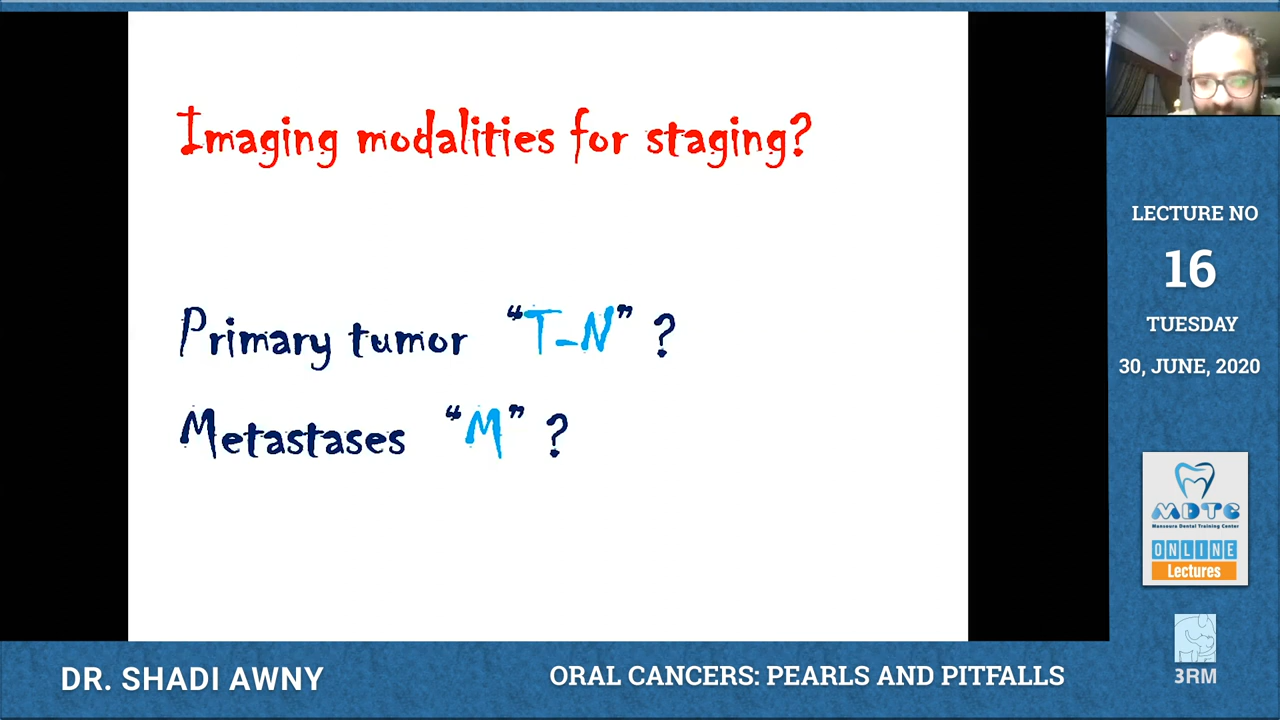 Imaging modalities for staging?
Primary tumor “T-N” ?
Metastases “M” ?
LECTURE NO
16
TUESDAY
30, JUNE, 2020
MDTC
Mansoura Dental Training Center
ONLINE
Lectures
3RM
DR. SHADI AWNY
ORAL CANCERS: PEARLS AND PITFALLS